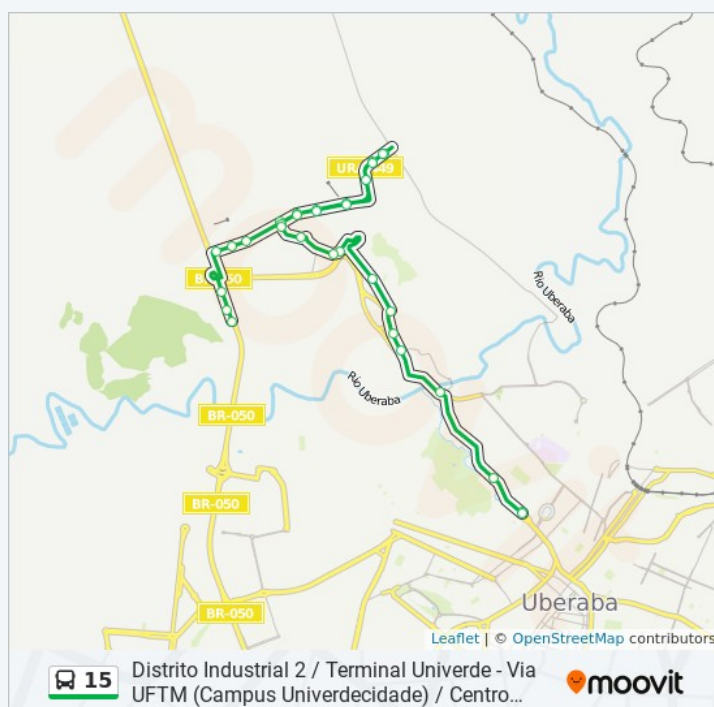 UR-049
BR-050
Rio Uberaba
Rio Uberaba
BR-050
BR-050
BR-050
Uberaba
Leaflet | © OpenStreetMap contributors
15
Distrito Industrial 2 / Terminal Univerde - Via
UFTM (Campus Univerdecidade) / Centro...
moovit